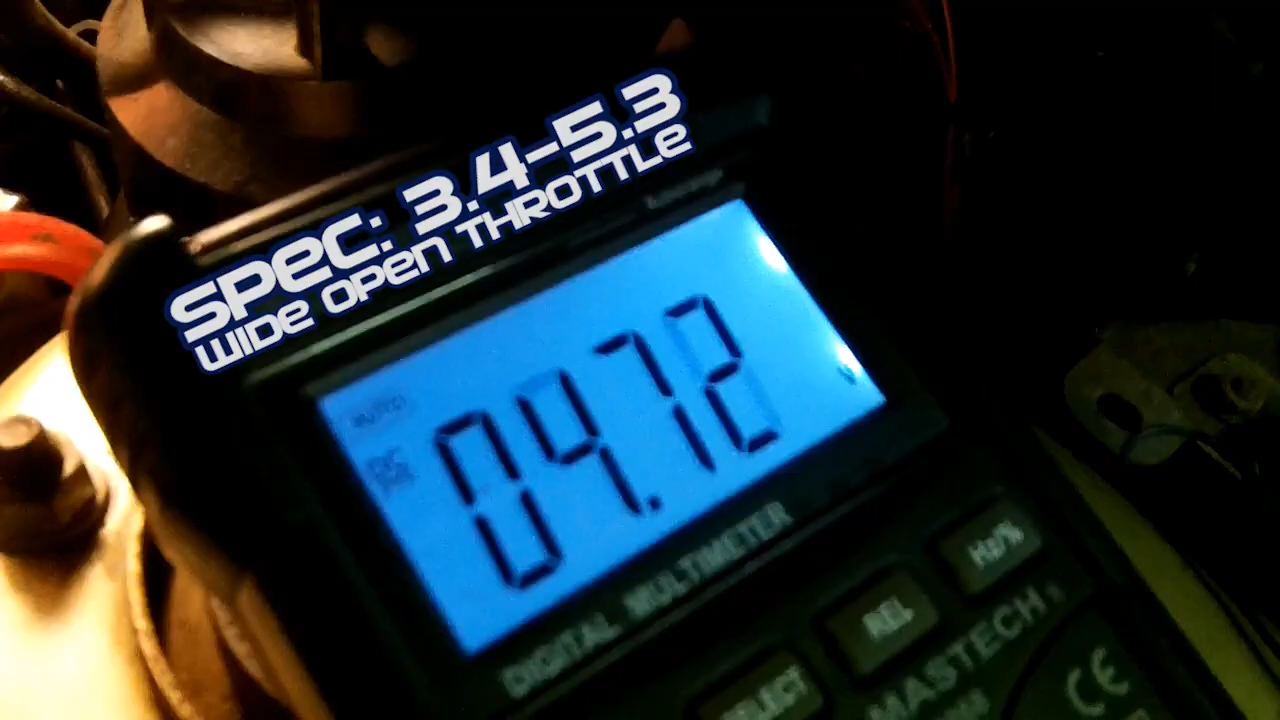 SPEC: 3.4-5.3
WIDE OPEN THROTTLE
AUTO
DC
04.72
V
DIGITAL MULTIMETER
SELECT
REL
Hz/%
MASTECH
CE